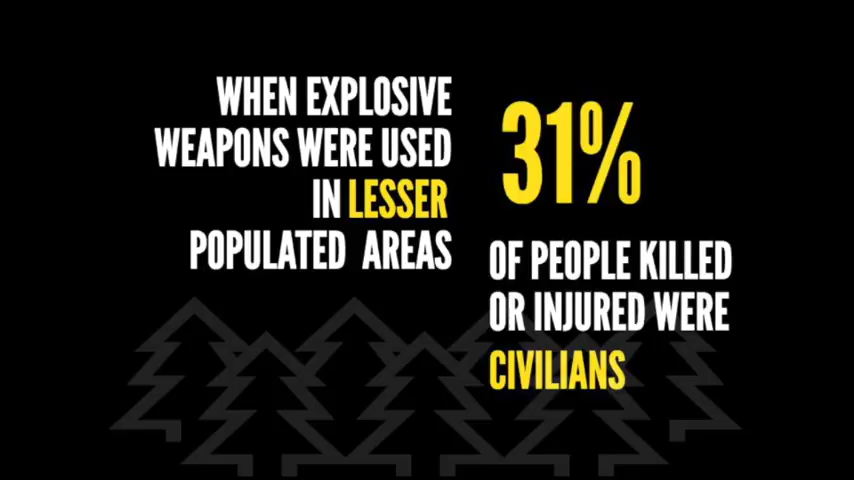 WHEN EXPLOSIVE
WEAPONS WERE USED
IN LESSER
POPULATED AREAS
31%
OF PEOPLE KILLED
OR INJURED WERE
CIVILIANS